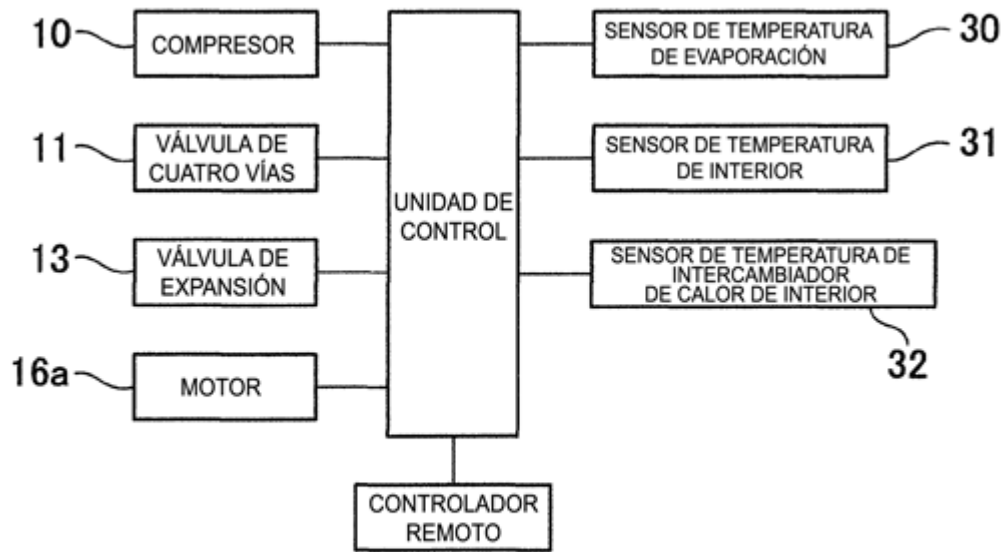 10
COMPRESOR
11
VÁLVULA DE
CUATRO VÍAS
13
VÁLVULA DE
EXPANSIÓN
16a
MOTOR
UNIDAD DE
CONTROL
CONTROLADOR
REMOTO
SENSOR DE TEMPERATURA
DE EVAPORACIÓN
30
SENSOR DE TEMPERATURA
DE INTERIOR
31
SENSOR DE TEMPERATURA DE
INTERCAMBIADOR
DE CALOR DE INTERIOR
32